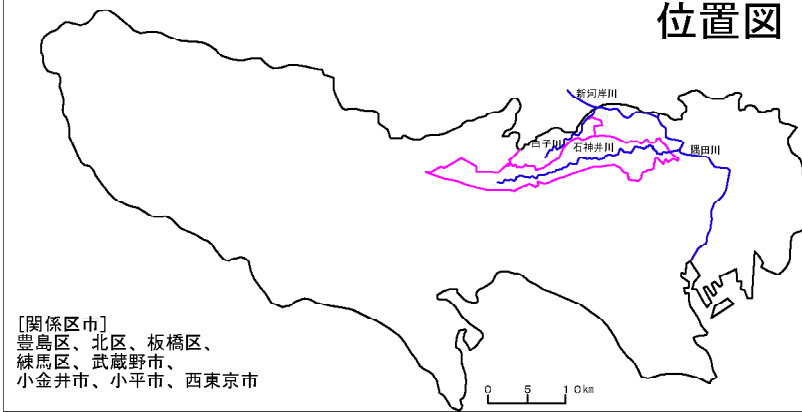 位置図
新河岸川
白子川
石神井川
隅田川
[関係区市]
豊島区、北区、板橋区、
練馬区、武蔵野市、
小金井市、小平市、西東京市
0 5 10km